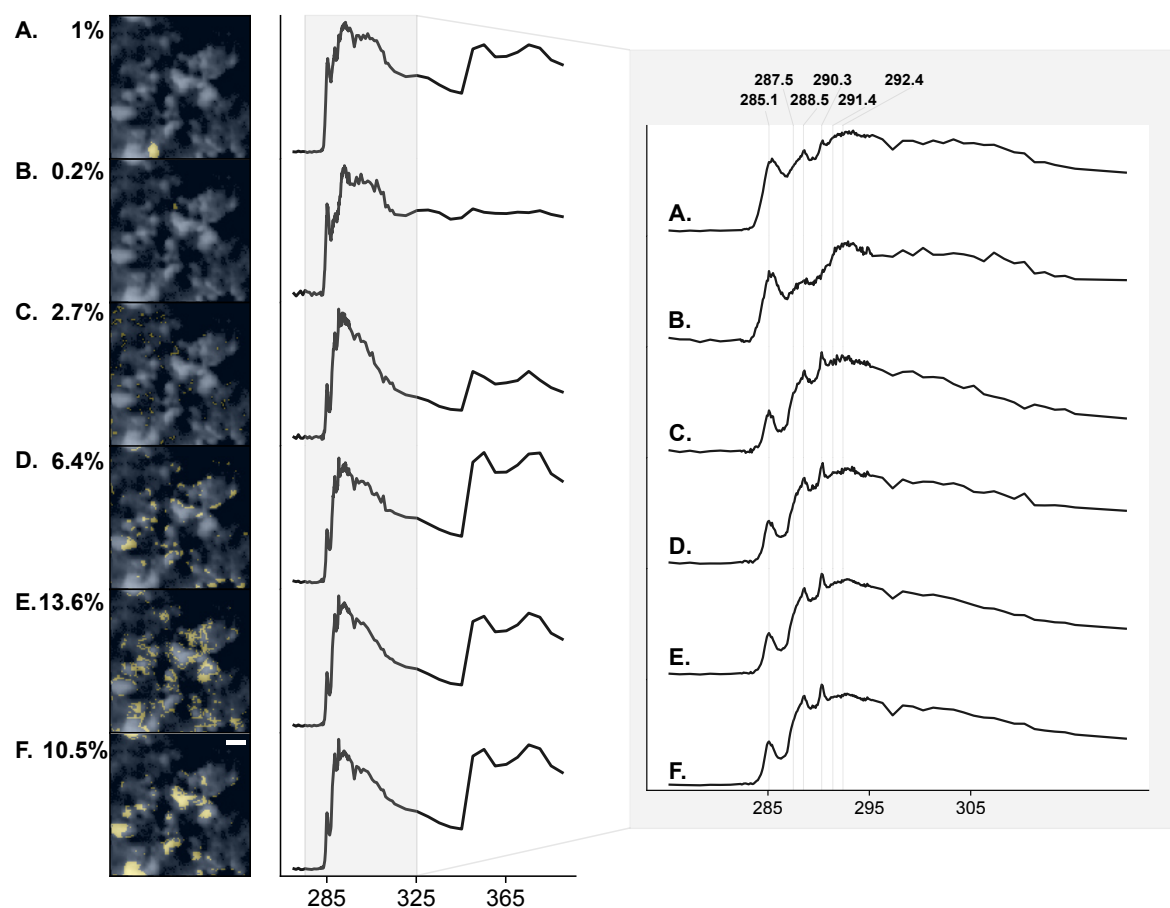 A. 1%
B. 0.2%
C. 2.7%
D. 6.4%
E. 13.6%
F. 10.5%
285 325 365
287.5 290.3 292.4
285.1 288.5 291.4
A.
B.
C.
D.
E.
F.
285 295 305